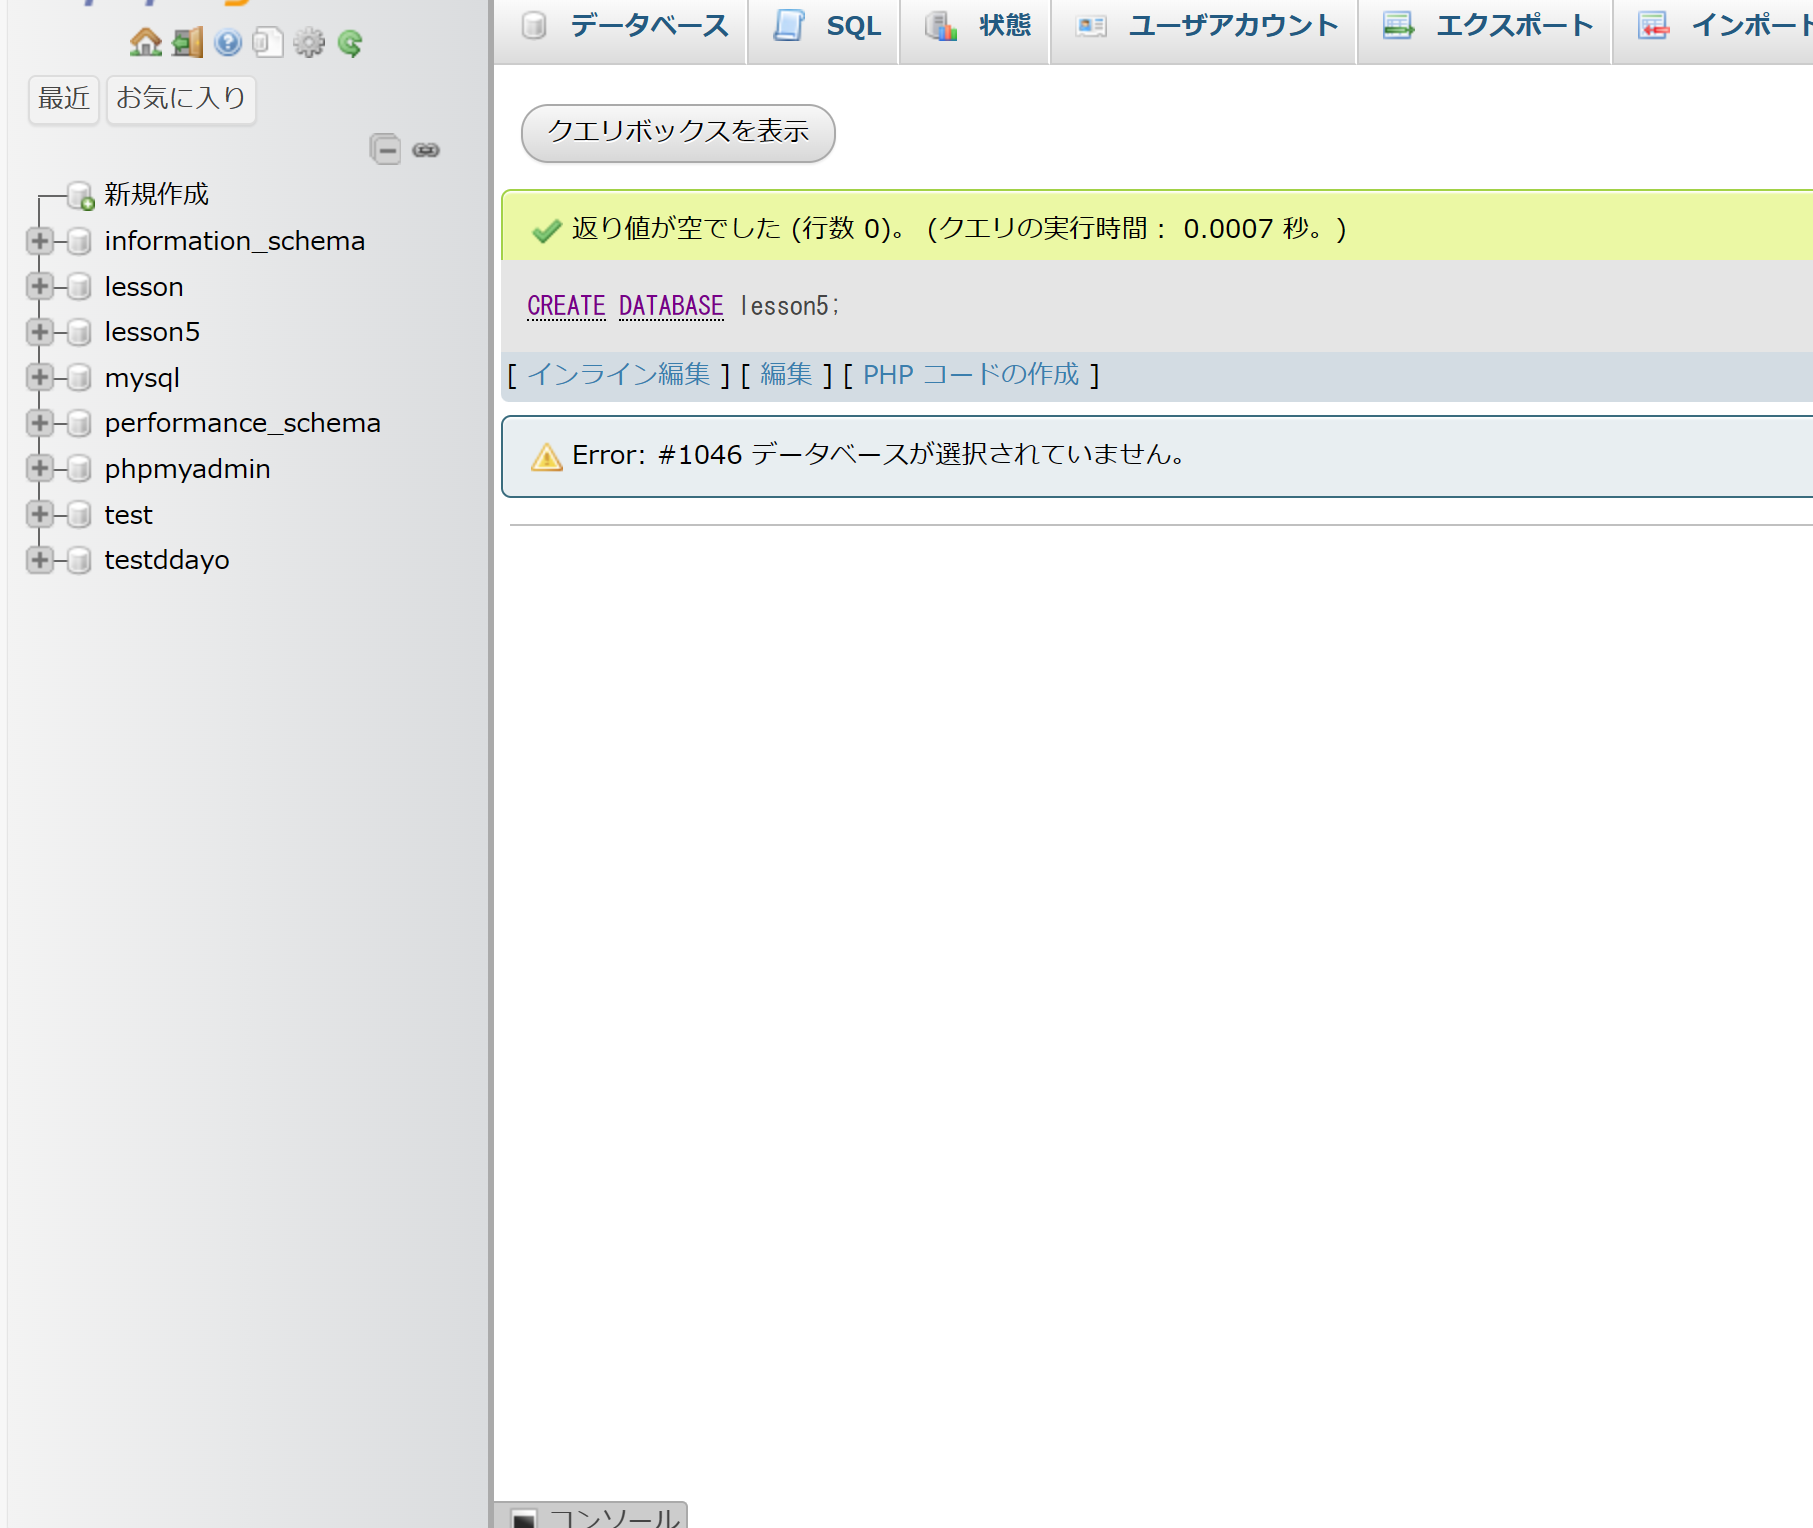 最近 お気に入り
新規作成
information_schema
lesson
lesson5
mysql
performance_schema
phpmyadmin
test
testddayo
データベース SQL 状態 ユーザアカウント エクスポート インポート
クエリボックスを表示
返り値が空でした (行数 0)。 (クエリの実行時間： 0.0007 秒。)
CREATE DATABASE lesson5;
[ インライン編集 ] [ 編集 ] [ PHP コードの作成 ]
Error: #1046 データベースが選択されていません。
コンソール